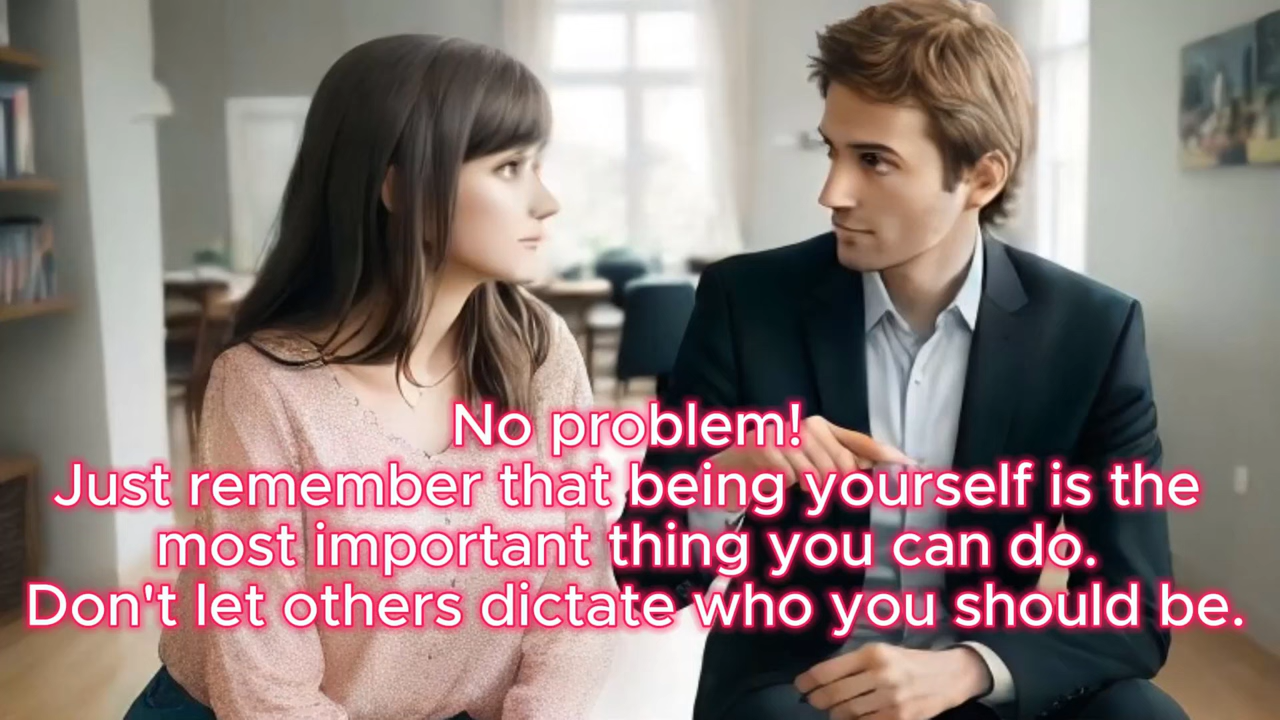 No problem!
Just remember that being yourself is the
most important thing you can do.
Don't let others dictate who you should be.